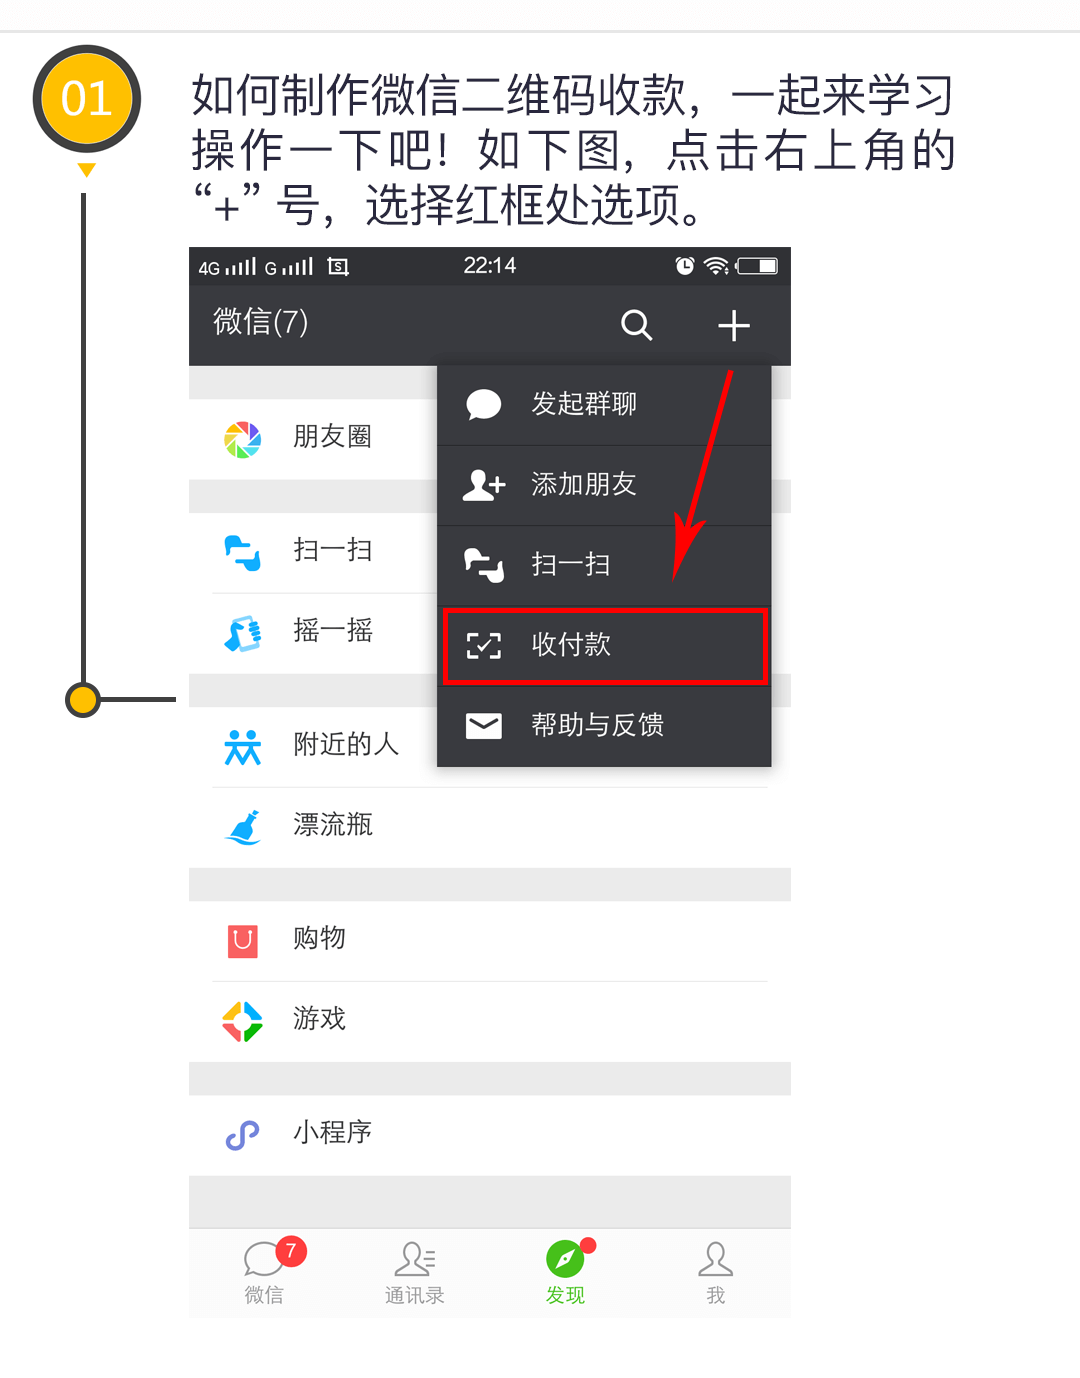 01
如何制作微信二维码收款，一起来学习
操作一下吧！如下图，点击右上角的
“+” 号，选择红框处选项。
4G G S 22:14
微信(7)
发起群聊
朋友圈
添加朋友
扫一扫
扫一扫
摇一摇
收付款
帮助与反馈
附近的人
漂流瓶
购物
游戏
小程序
7
微信 通讯录 发现 我